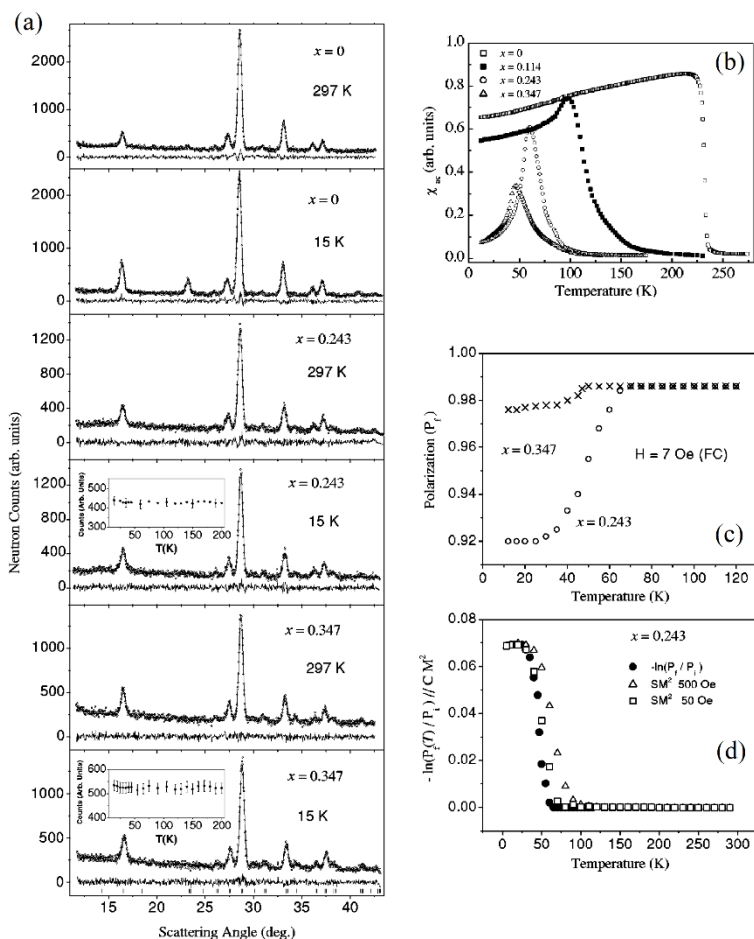 (a)
x = 0
297 K
2000
1000
0
x = 0
15 K
2000
1000
0
x = 0.243
297 K
1200
800
400
0
Counts (Arb. Units)
500
400
300
0 50 100 150 200
T(K)
x = 0.243
15 K
1200
800
400
0
x = 0.347
297 K
1000
500
0
Counts (Arb. Units)
600
500
400
0 50 100 150 200
T(K)
x = 0.347
15 K
1000
500
0
15 20 25 30 35 40
Scattering Angle (deg.)
Neutron Counts (arb. units)
(b)
x = 0
x = 0.114
x = 0.243
x = 0.347
1.0
0.8
0.6
0.4
0.2
0.0
0 50 100 150 200 250
χac (arb. units)
Temperature (K)
1.00
0.98
0.96
0.94
0.92
x = 0.347
H = 7 Oe (FC)
x = 0.243
(c)
0 20 40 60 80 100 120
Polarization (Pf)
Temperature (K)
0.08
0.06
0.04
0.02
0.00
x = 0.243
-ln(Pf / Pi)
SM² 500 Oe
SM² 50 Oe
(d)
0 50 100 150 200 250 300
- ln(Pf(T) / Pi) // C M²
Temperature (K)